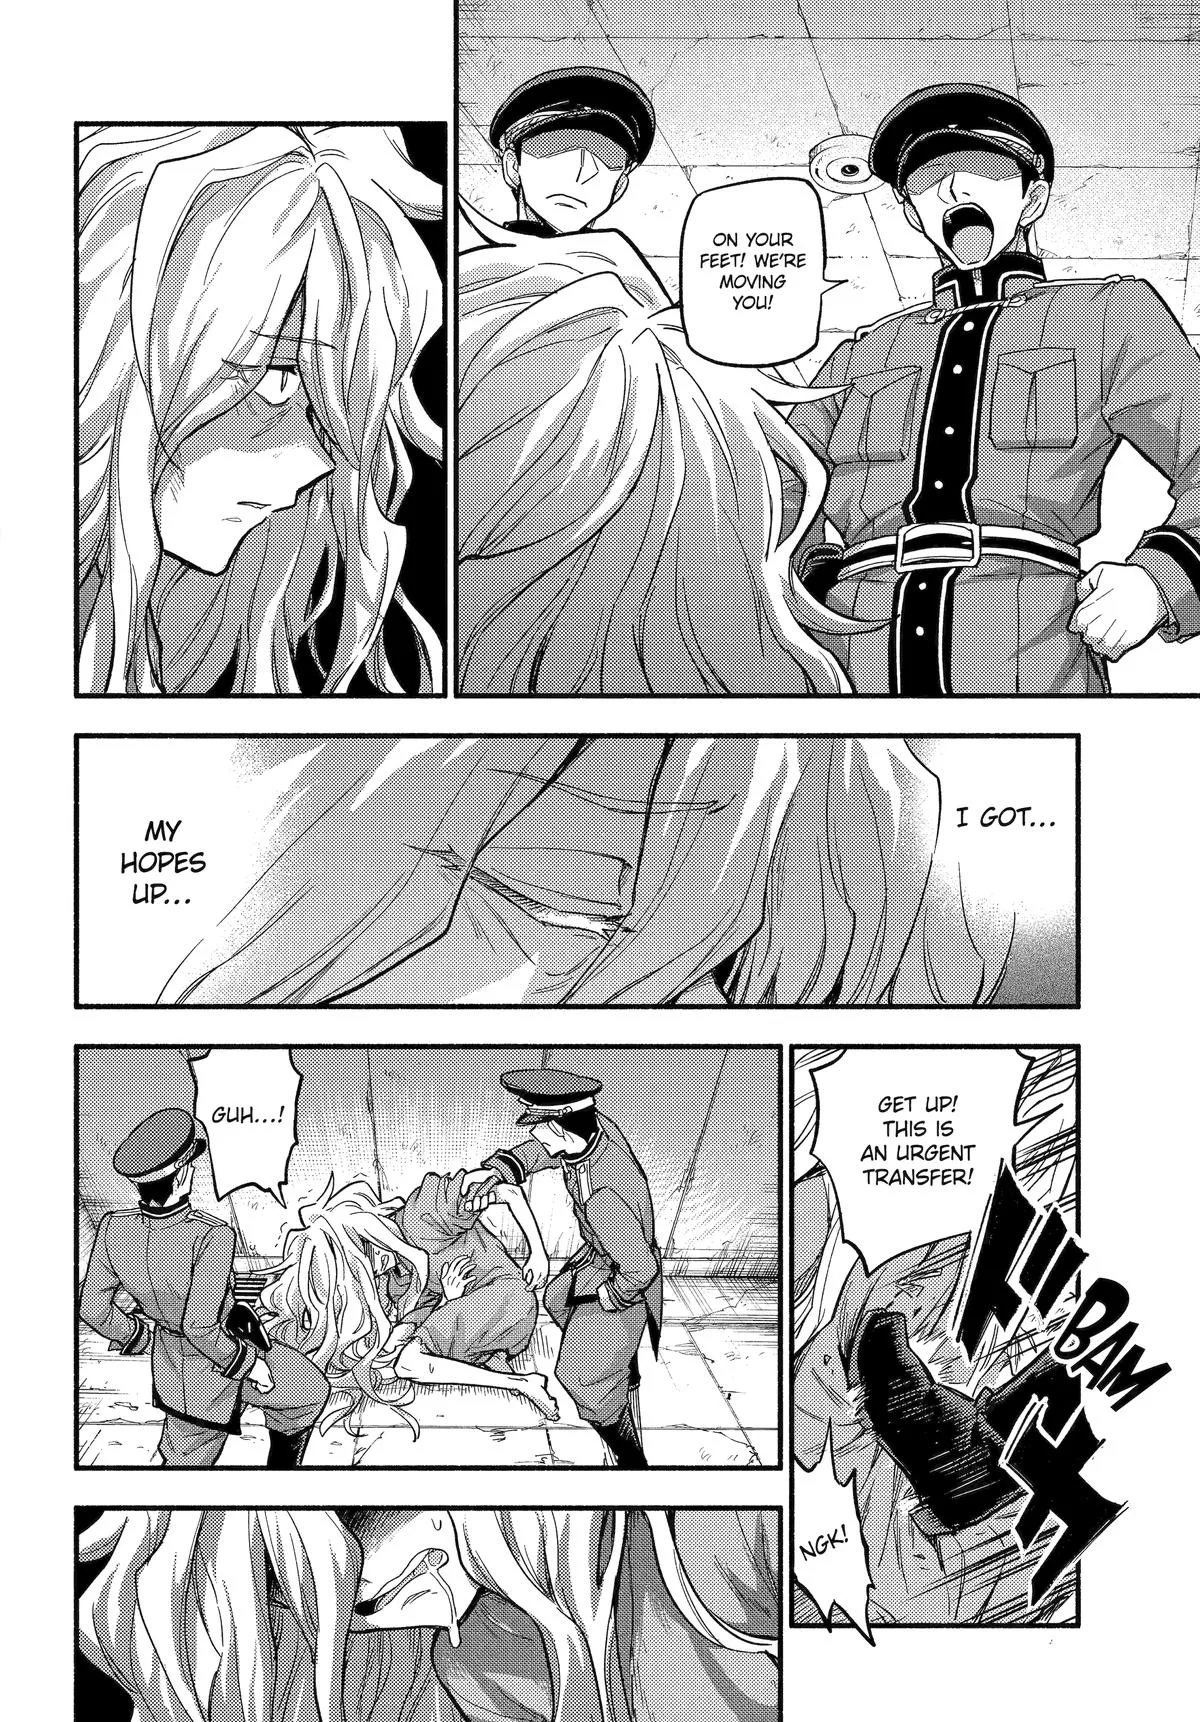 ON YOUR
FEET! WE'RE
MOVING
YOU!
I GOT...
MY
HOPES
UP...
GET UP!
THIS IS
AN URGENT
TRANSFER!
BAM
NGK!
GUH...!